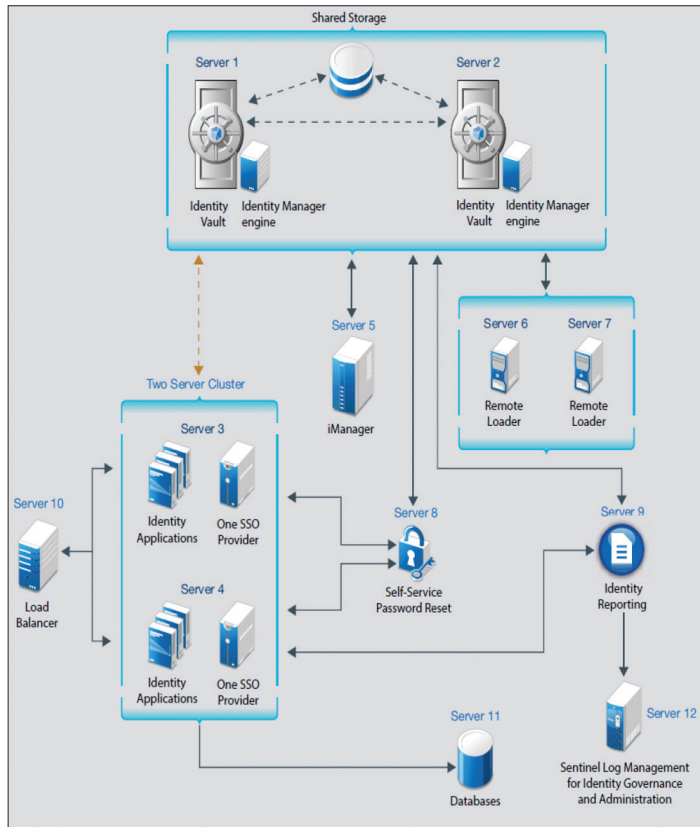 Shared Storage
Server 1
Server 2
Identity
Vault
Identity Manager
engine
Identity
Vault
Identity Manager
engine
Server 5
iManager
Server 6
Server 7
Remote
Loader
Remote
Loader
Two Server Cluster
Server 3
Identity
Applications
One SSO
Provider
Server 10
Load
Balancer
Server 4
Identity
Applications
One SSO
Provider
Server 8
Self-Service
Password Reset
Server 9
Identity
Reporting
Server 11
Databases
Server 12
Sentinel Log Management
for Identity Governance
and Administration